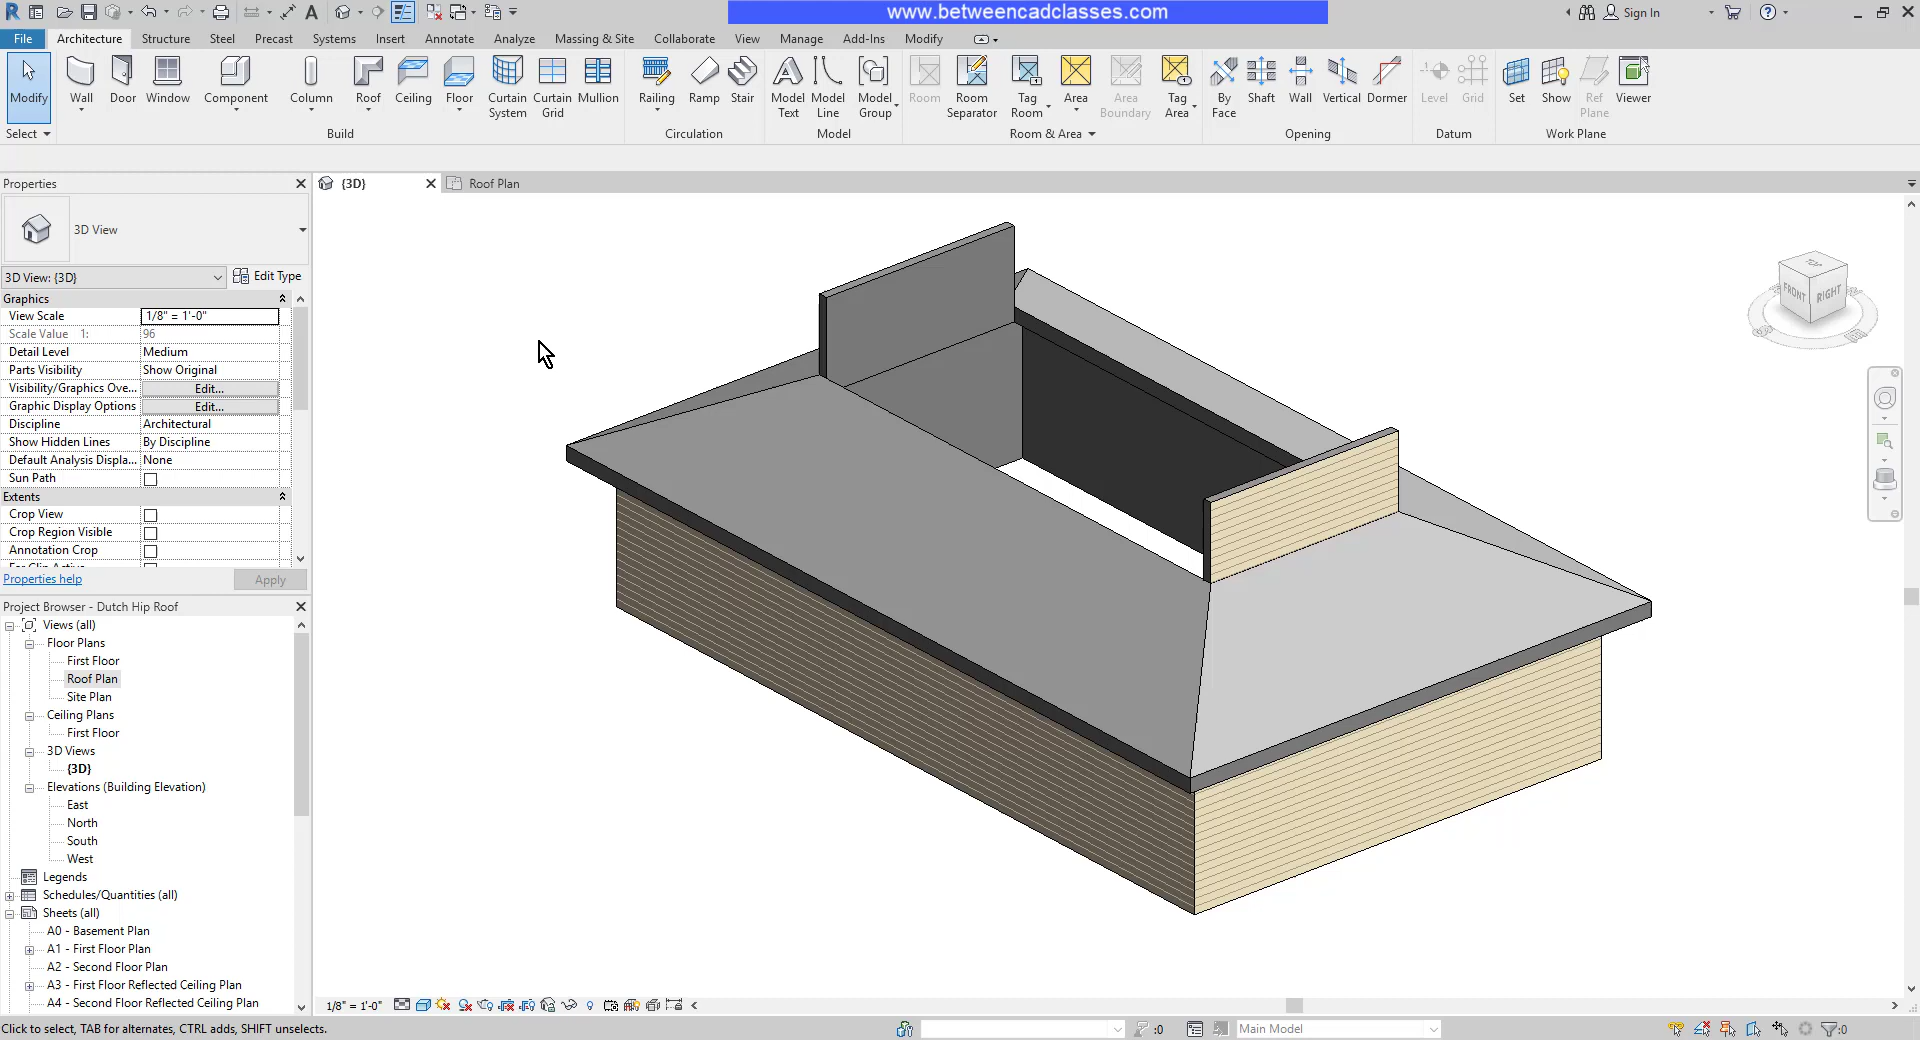 www.betweencadclasses.com
Sign In
File
Architecture
Structure
Steel
Precast
Systems
Insert
Annotate
Analyze
Massing & Site
Collaborate
View
Manage
Add-Ins
Modify
Modify
Wall
Door
Window
Component
Column
Roof
Ceiling
Floor
Curtain System
Curtain Grid
Mullion
Railing
Ramp
Stair
Model Text
Model Line
Model Group
Room
Room Separator
Tag Room
Area
Area Boundary
Tag Area
By Face
Shaft
Wall
Vertical
Dormer
Level
Grid
Set
Show
Ref Plane
Viewer
Select
Build
Circulation
Model
Room & Area
Opening
Datum
Work Plane
Properties
{3D}
Roof Plan
3D View
3D View: {3D}
Edit Type
Graphics
View Scale 1/8" = 1'-0"
Scale Value 1: 96
Detail Level Medium
Parts Visibility Show Original
Visibility/Graphics Ove... Edit...
Graphic Display Options Edit...
Discipline Architectural
Show Hidden Lines By Discipline
Default Analysis Displa... None
Sun Path
Extents
Crop View
Crop Region Visible
Annotation Crop
Properties help
Apply
Project Browser - Dutch Hip Roof
Views (all)
Floor Plans
First Floor
Roof Plan
Site Plan
Ceiling Plans
First Floor
3D Views
{3D}
Elevations (Building Elevation)
East
North
South
West
Legends
Schedules/Quantities (all)
Sheets (all)
A0 - Basement Plan
A1 - First Floor Plan
A2 - Second Floor Plan
A3 - First Floor Reflected Ceiling Plan
A4 - Second Floor Reflected Ceiling Plan
TOP
FRONT
RIGHT
1/8" = 1'-0"
Click to select, TAB for alternates, CTRL adds, SHIFT unselects.
:0
Main Model
:0